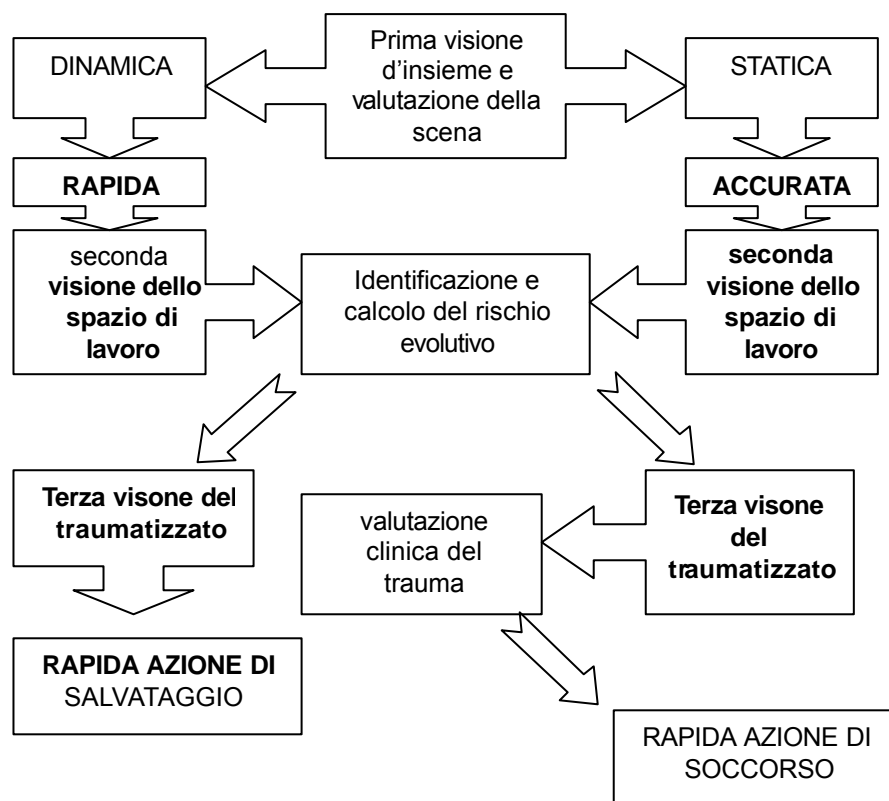 DINAMICA
Prima visione
d'insieme e
valutazione della
scena
STATICA
RAPIDA
ACCURATA
seconda
visione dello
spazio di
lavoro
Identificazione e
calcolo del rischio
evolutivo
seconda
visione dello
spazio di
lavoro
Terza visone del
traumatizzato
valutazione
clinica del
trauma
Terza visone
del
traumatizzato
RAPIDA AZIONE DI
SALVATAGGIO
RAPIDA AZIONE DI
SOCCORSO